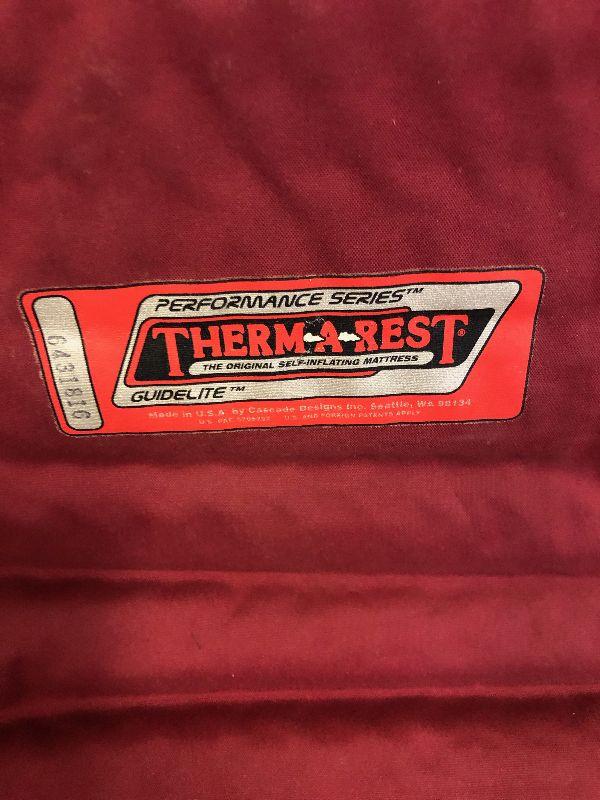 PERFORMANCE SERIES™
THERM-A-REST®
THE ORIGINAL SELF-INFLATING MATTRESS
GUIDELITE™
Made in U.S.A. by Cascade Designs Inc. Seattle, WA 98134
U.S. PAT. U.S. AND FOREIGN PATENTS APPLY